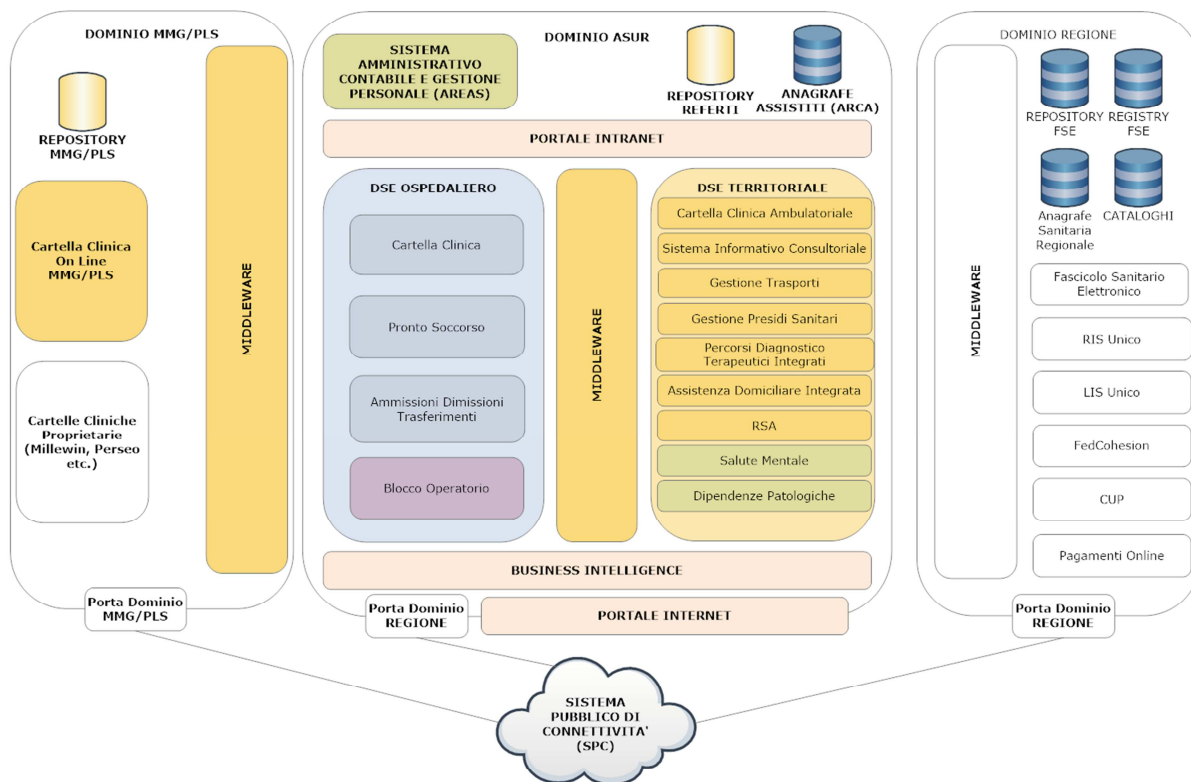 DOMINIO MMG/PLS
REPOSITORY
MMG/PLS
Cartella Clinica
On Line
MMG/PLS
Cartelle Cliniche
Proprietarie
(Millewin, Perseo
etc.)
MIDDLEWARE
Porta Dominio
MMG/PLS
DOMINIO ASUR
SISTEMA
AMMINISTRATIVO
CONTABILE E GESTIONE
PERSONALE (AREAS)
REPOSITORY
REFERTI
ANAGRAFE
ASSISTITI (ARCA)
PORTALE INTRANET
DSE OSPEDALIERO
Cartella Clinica
Pronto Soccorso
Ammissioni Dimissioni
Trasferimenti
Blocco Operatorio
MIDDLEWARE
DSE TERRITORIALE
Cartella Clinica Ambulatoriale
Sistema Informativo Consultoriale
Gestione Trasporti
Gestione Presidi Sanitari
Percorsi Diagnostico
Terapeutici Integrati
Assistenza Domiciliare Integrata
RSA
Salute Mentale
Dipendenze Patologiche
BUSINESS INTELLIGENCE
Porta Dominio
REGIONE
PORTALE INTERNET
DOMINIO REGIONE
MIDDLEWARE
REPOSITORY
FSE
REGISTRY
FSE
Anagrafe
Sanitaria
Regionale
CATALOGHI
Fascicolo Sanitario
Elettronico
RIS Unico
LIS Unico
FedCohesion
CUP
Pagamenti Online
Porta Dominio
REGIONE
SISTEMA
PUBBLICO DI
CONNETTIVITA'
(SPC)